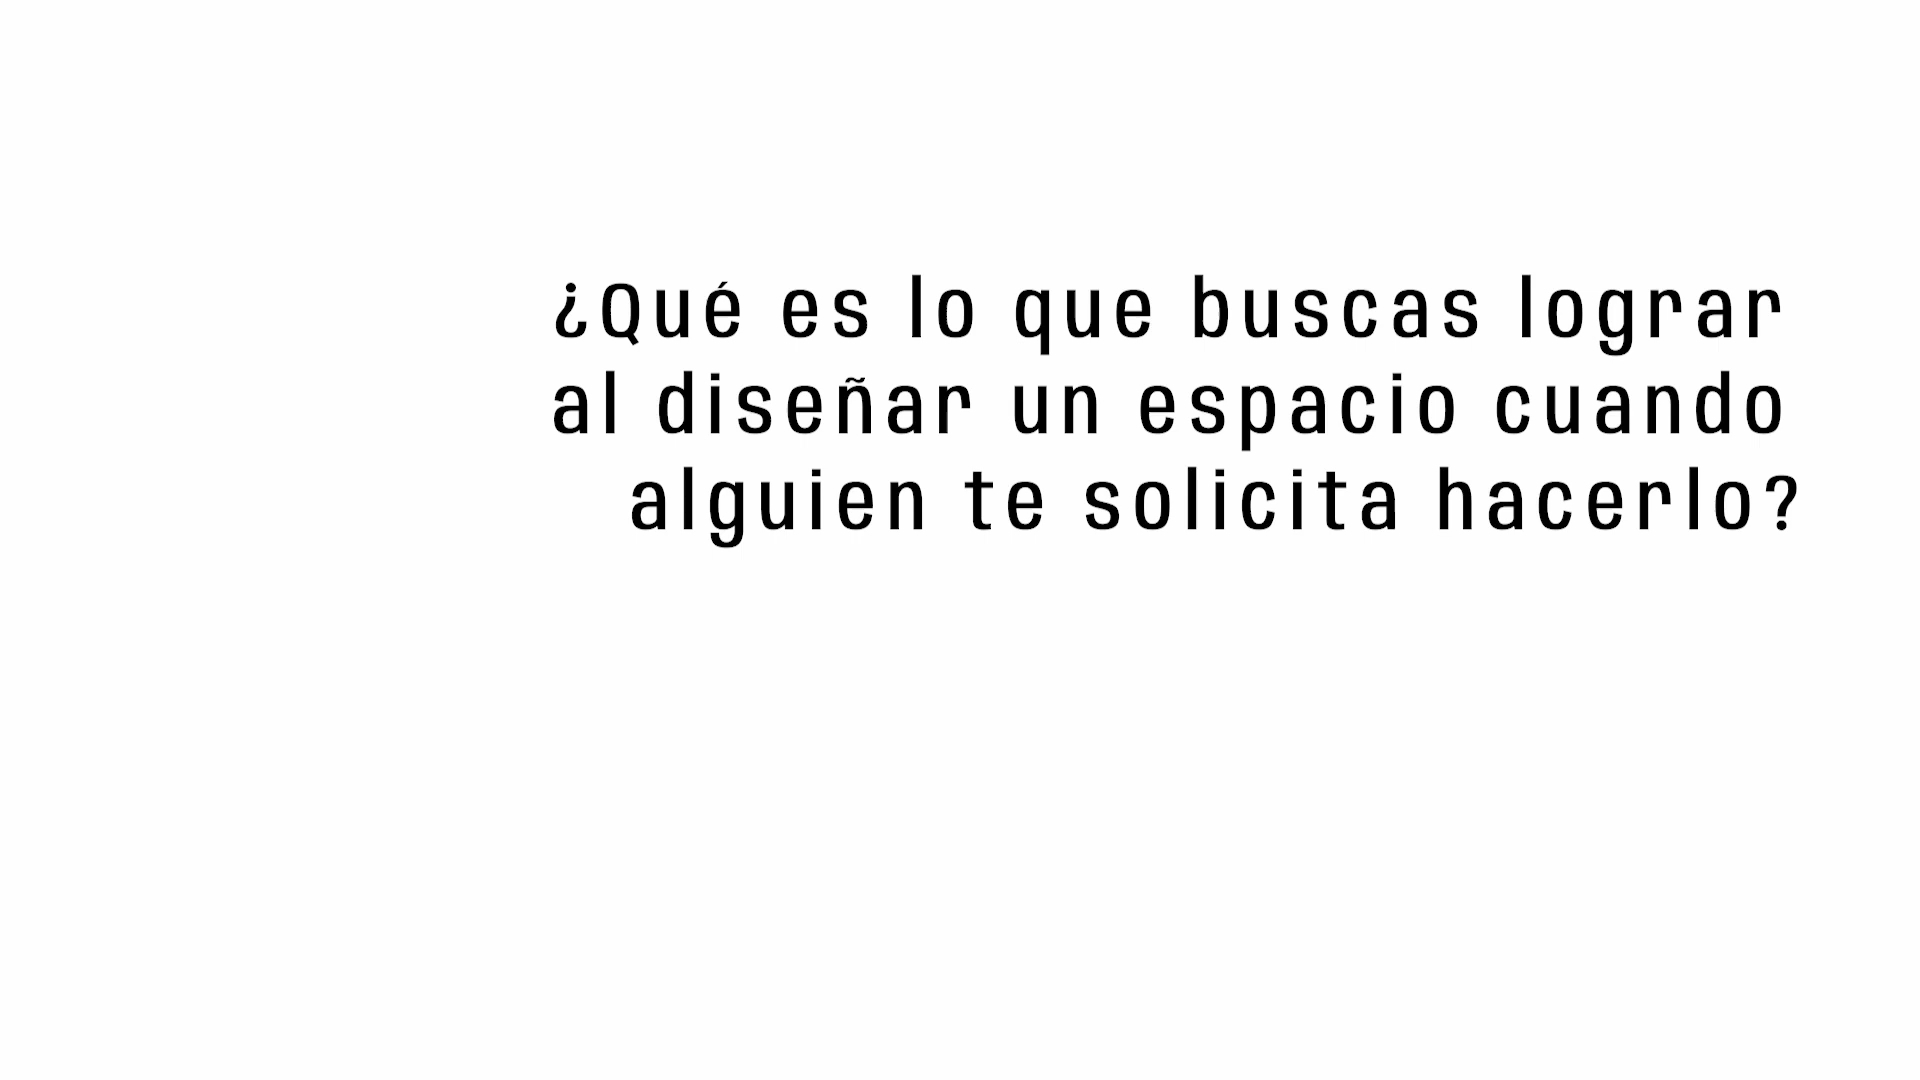 ¿Qué es lo que buscas lograr
al diseñar un espacio cuando
alguien te solicita hacerlo?